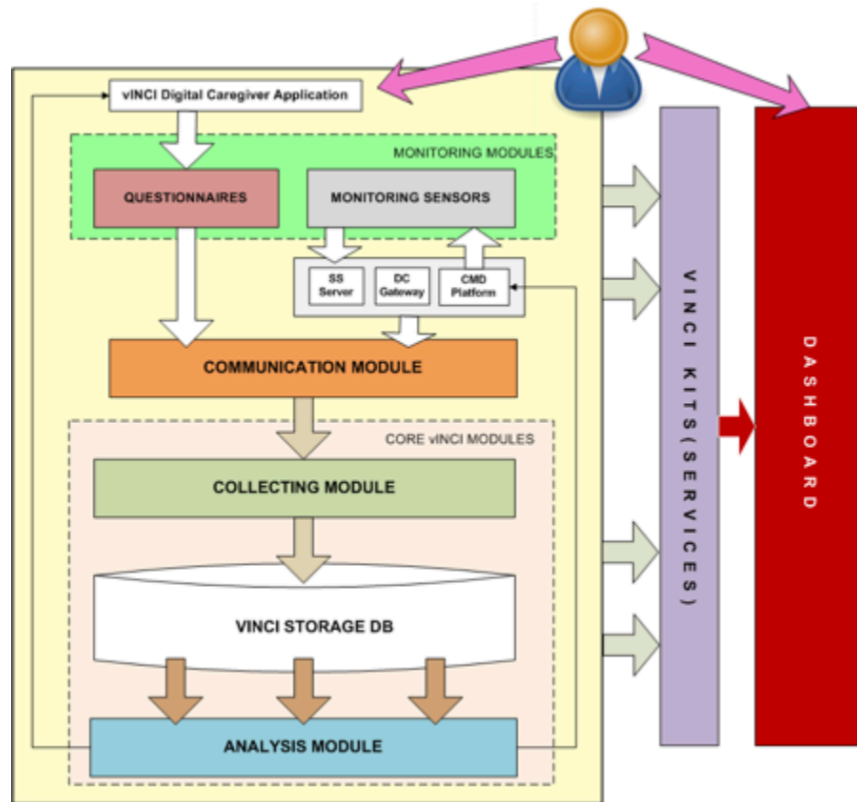 vINCI Digital Caregiver Application
MONITORING MODULES
QUESTIONNAIRES
MONITORING SENSORS
SS
Server
DC
Gateway
CMD
Platform
COMMUNICATION MODULE
CORE vINCI MODULES
COLLECTING MODULE
VINCI STORAGE DB
ANALYSIS MODULE
VINCI KITS(SERVICES)
DASHBOARD